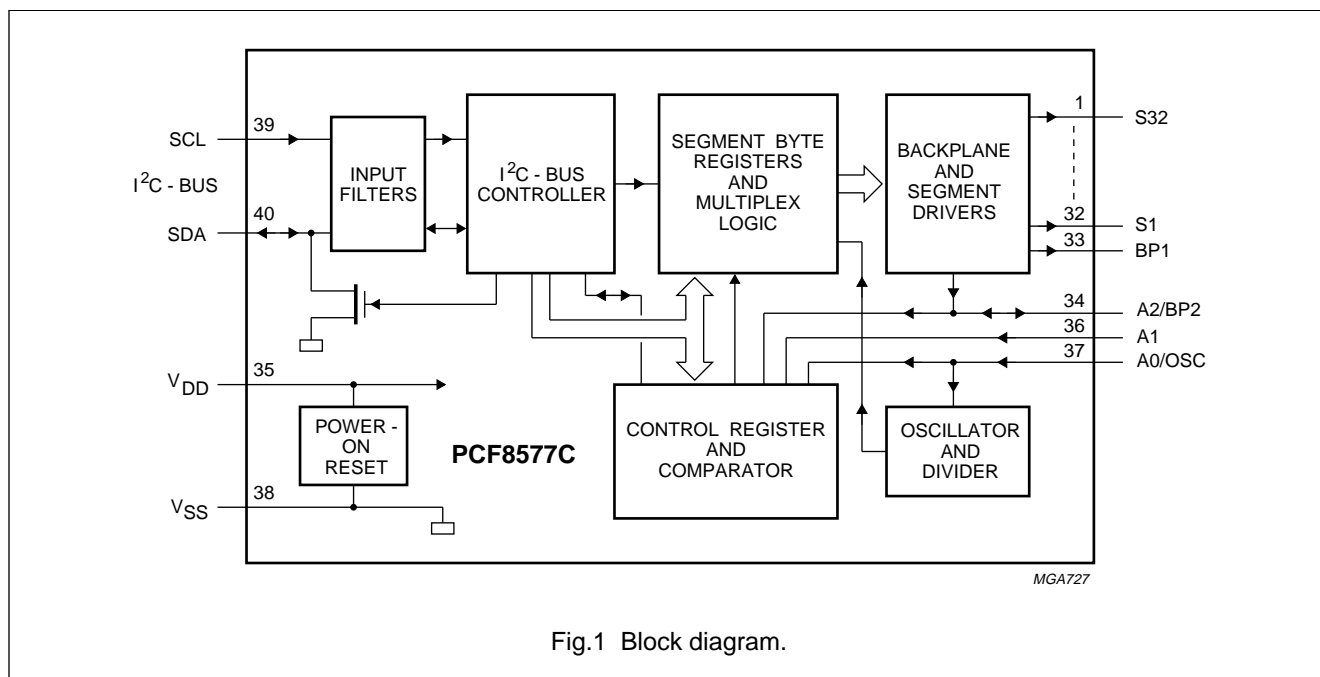 SCL
39
I2C - BUS
40
SDA
INPUT
FILTERS
I2C - BUS
CONTROLLER
SEGMENT BYTE
REGISTERS
AND
MULTIPLEX
LOGIC
BACKPLANE
AND
SEGMENT
DRIVERS
1
S32
32
S1
33
BP1
34
A2/BP2
36
A1
37
A0/OSC
VDD
35
POWER -
ON
RESET
VSS
38
PCF8577C
CONTROL REGISTER
AND
COMPARATOR
OSCILLATOR
AND
DIVIDER
MGA727
Fig.1 Block diagram.